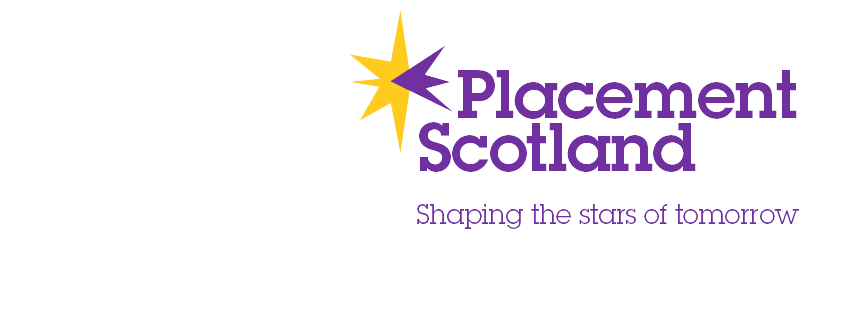 Placement
Scotland
Shaping the stars of tomorrow